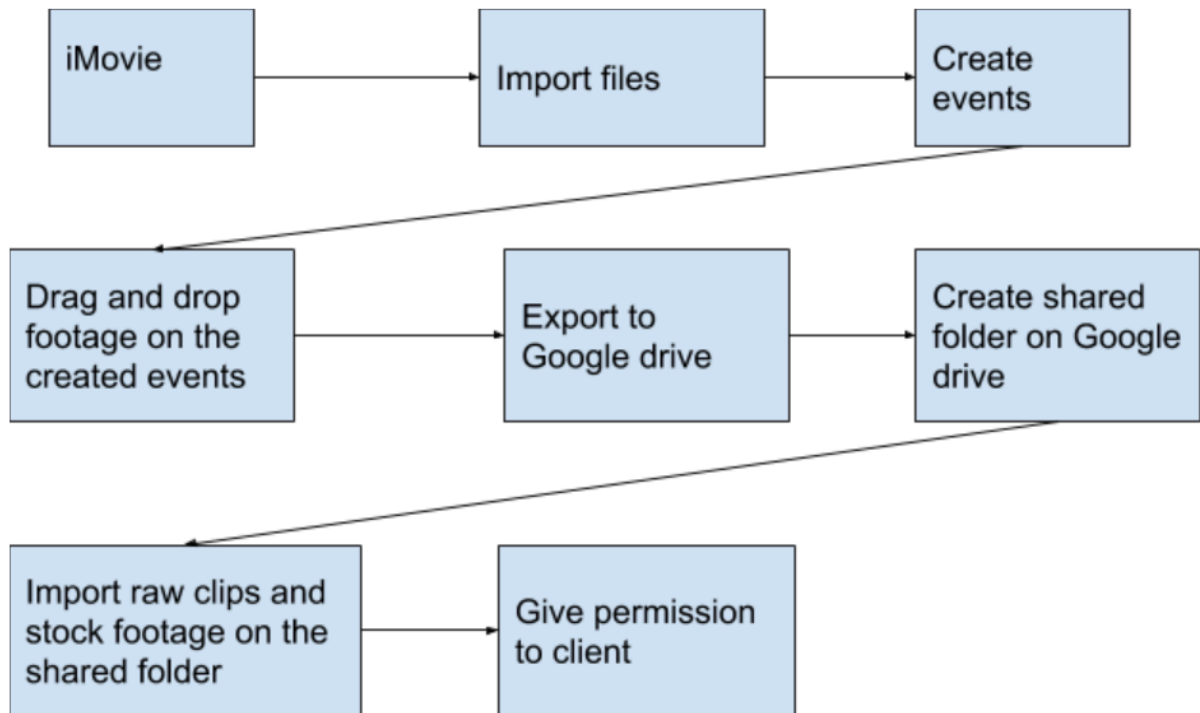 iMovie
Import files
Create
events
Drag and drop
footage on the
created events
Export to
Google drive
Create shared
folder on Google
drive
Import raw clips and
stock footage on the
shared folder
Give permission
to client